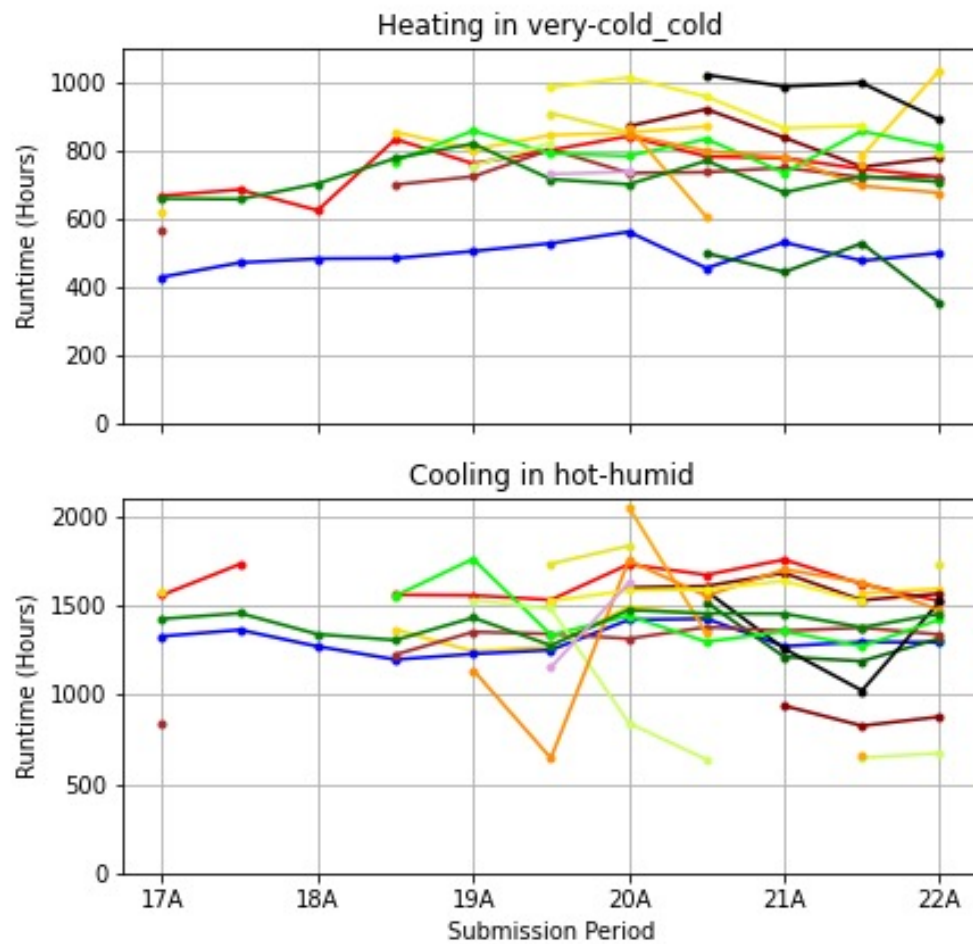 Heating in very-cold_cold
1000
800
600
400
200
0
Runtime (Hours)
Cooling in hot-humid
2000
1500
1000
500
0
Runtime (Hours)
17A 18A 19A 20A 21A 22A
Submission Period